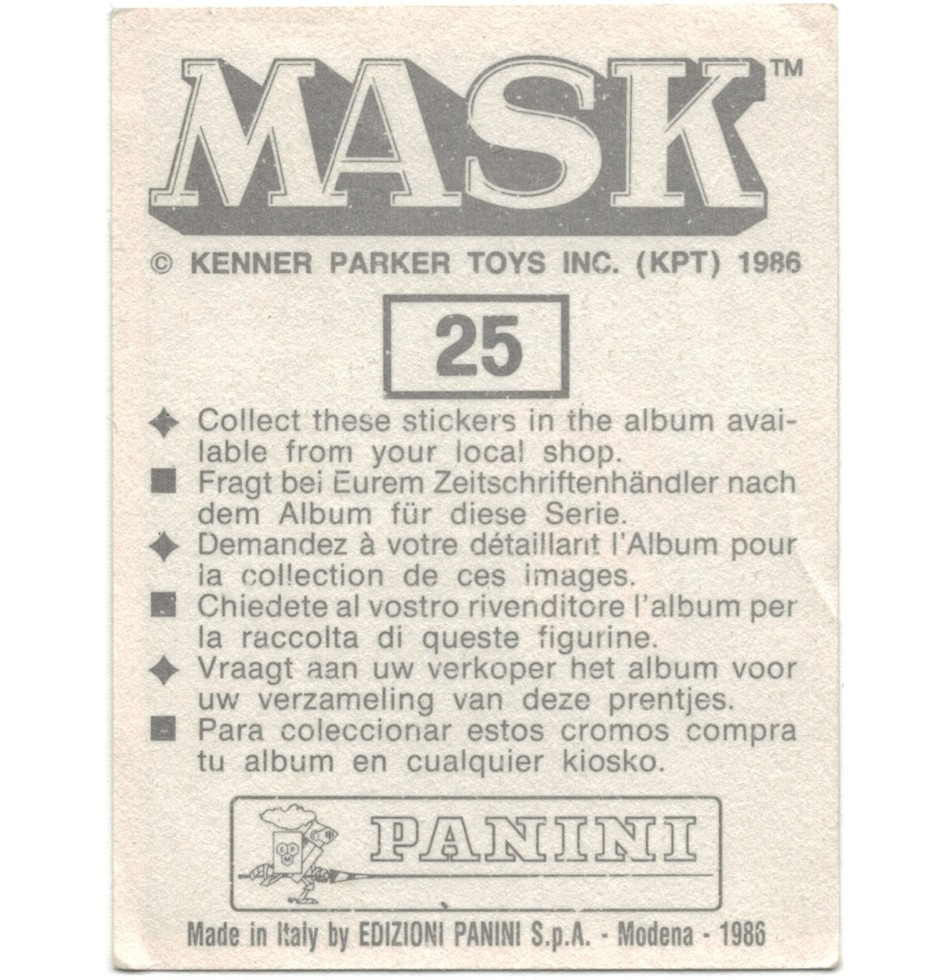 MASK™
© KENNER PARKER TOYS INC. (KPT) 1986
25
Collect these stickers in the album avai-
lable from your local shop.
Fragt bei Eurem Zeitschriftenhändler nach
dem Album für diese Serie.
Demandez à votre détaillant l'Album pour
la collection de ces images.
Chiedete al vostro rivenditore l'album per
la raccolta di queste figurine.
Vraagt aan uw verkoper het album voor
uw verzameling van deze prentjes.
Para coleccionar estos cromos compra
tu album en cualquier kiosko.
PANINI
Made in Italy by EDIZIONI PANINI S.p.A. - Modena - 1986